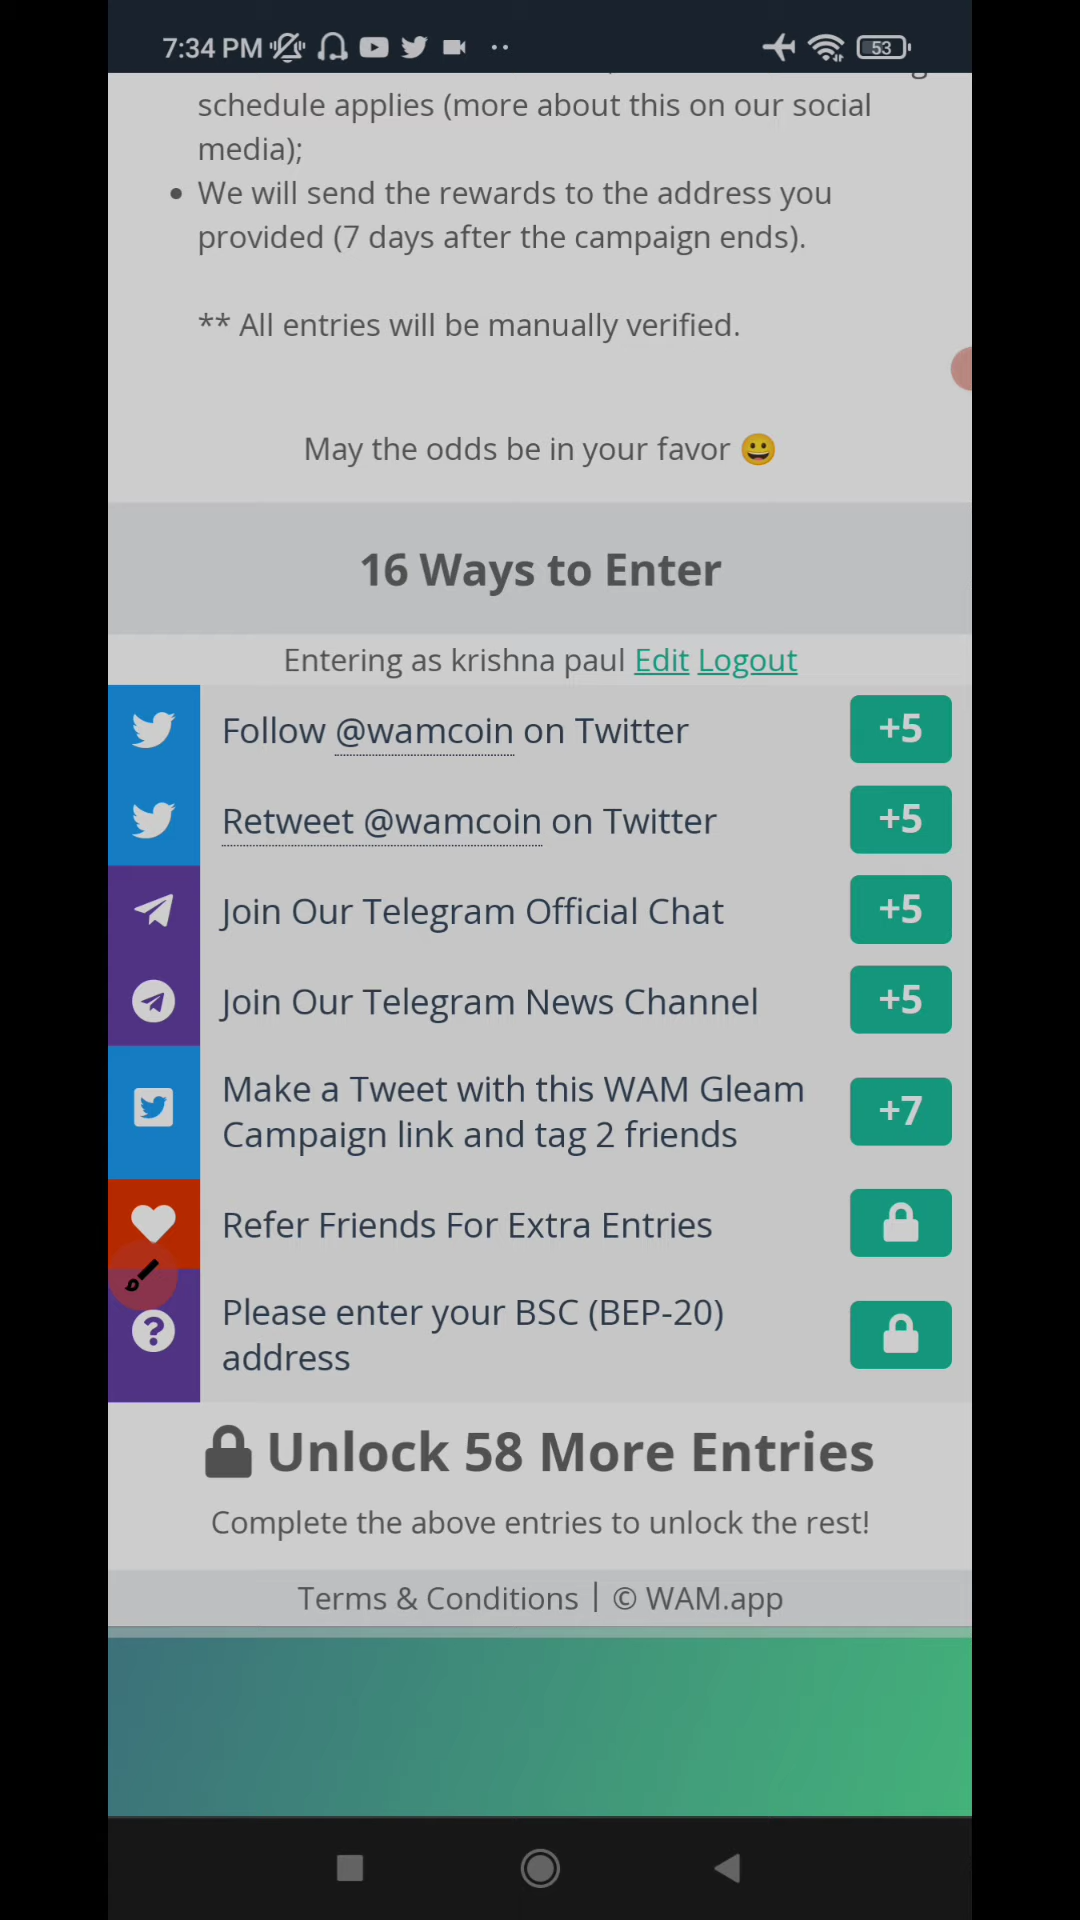 7:34 PM
53
schedule applies (more about this on our social
media);
• We will send the rewards to the address you
provided (7 days after the campaign ends).
** All entries will be manually verified.
May the odds be in your favor 😀
16 Ways to Enter
Entering as krishna paul Edit Logout
Follow @wamcoin on Twitter +5
Retweet @wamcoin on Twitter +5
Join Our Telegram Official Chat +5
Join Our Telegram News Channel +5
Make a Tweet with this WAM Gleam
Campaign link and tag 2 friends +7
Refer Friends For Extra Entries
Please enter your BSC (BEP-20)
address
Unlock 58 More Entries
Complete the above entries to unlock the rest!
Terms & Conditions | © WAM.app